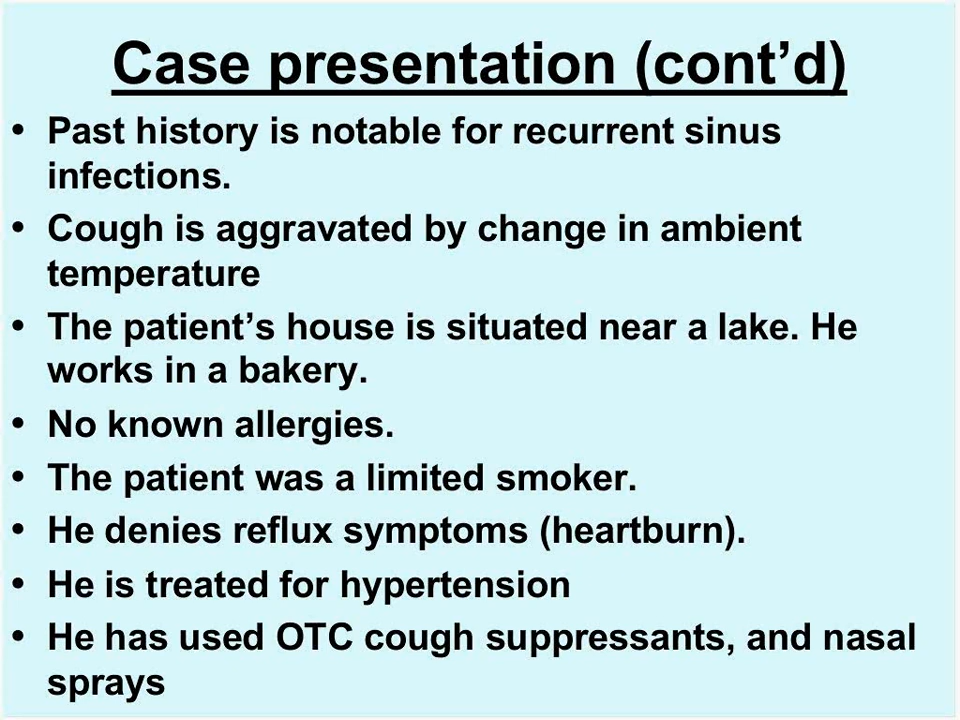 Case presentation (cont’d)
• Past history is notable for recurrent sinus
infections.
• Cough is aggravated by change in ambient
temperature
• The patient’s house is situated near a lake. He
works in a bakery.
• No known allergies.
• The patient was a limited smoker.
• He denies reflux symptoms (heartburn).
• He is treated for hypertension
• He has used OTC cough suppressants, and nasal
sprays